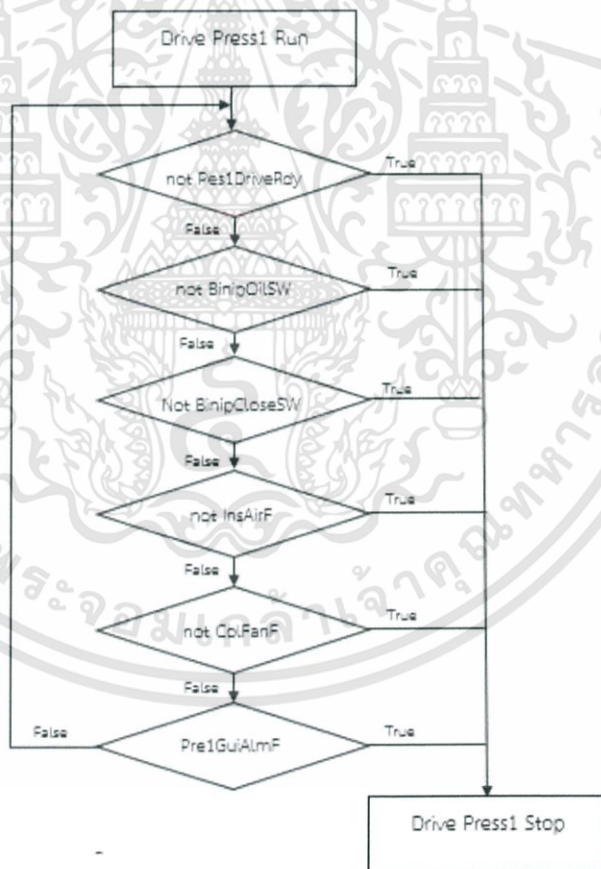 Drive Press1 Run
not Pes1DriveRdy
True
False
not BinipOilSW
True
False
Not BinipCloseSW
True
False
not InsAirF
True
False
not ColFanF
True
False
Pre1GuiAlmF
False
True
Drive Press1 Stop